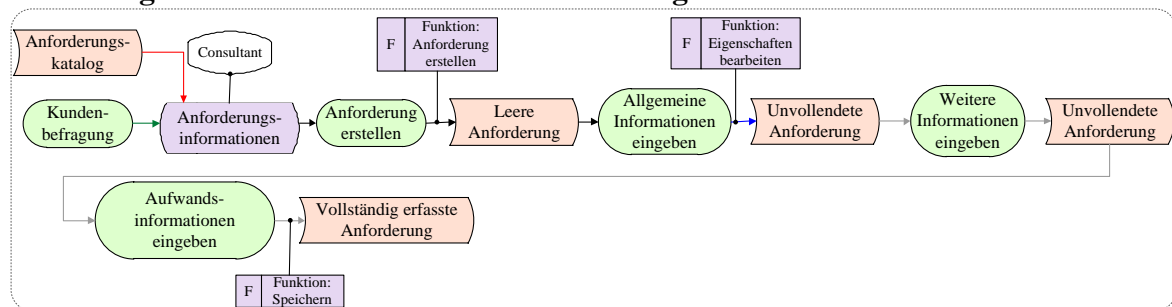 Anforderungs-
katalog
Consultant
F
Funktion:
Anforderung
erstellen
F
Funktion:
Eigenschaften
bearbeiten
Kunden-
befragung
Anforderungs-
informationen
Anforderung
erstellen
Leere
Anforderung
Allgemeine
Informationen
eingeben
Unvollendete
Anforderung
Weitere
Informationen
eingeben
Unvollendete
Anforderung
Aufwands-
informationen
eingeben
Vollständig erfasste
Anforderung
F
Funktion:
Speichern